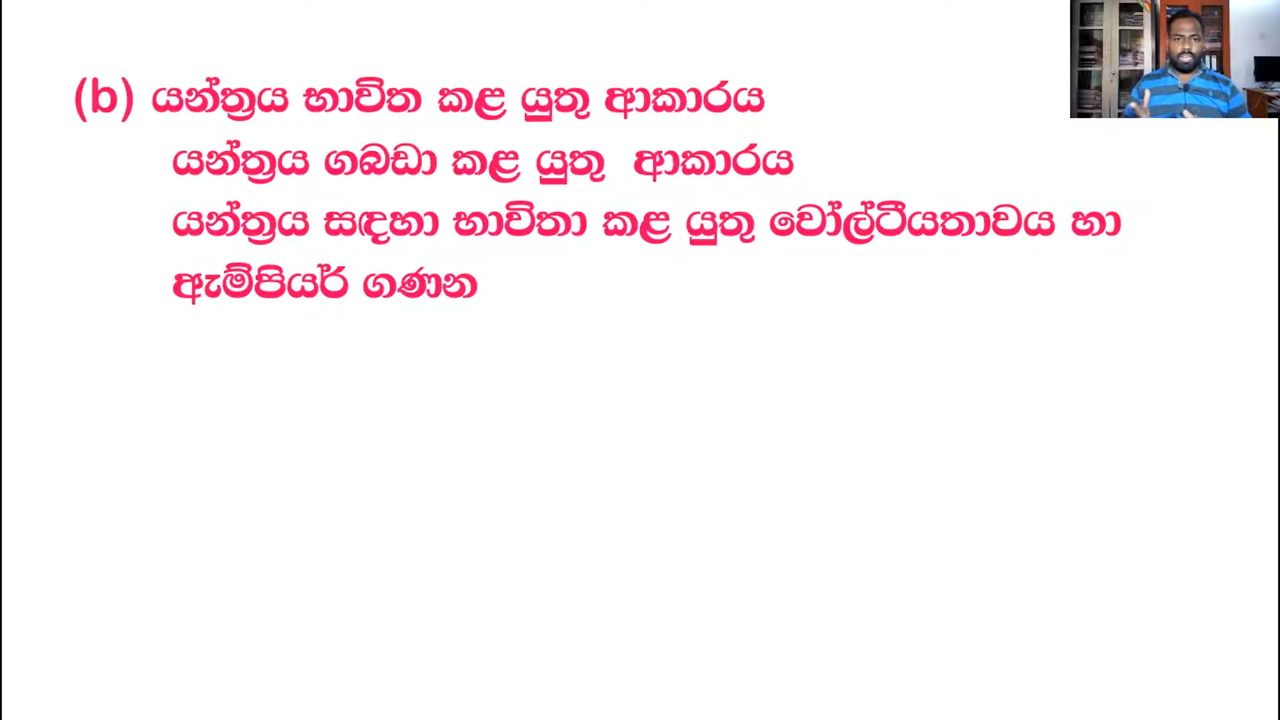 (b) යන්ත්‍රය භාවිත කළ යුතු ආකාරය
යන්ත්‍රය ගබඩා කළ යුතු ආකාරය
යන්ත්‍රය සඳහා භාවිතා කළ යුතු වෝල්ටීයතාවය හා
ඇම්පියර් ගණන